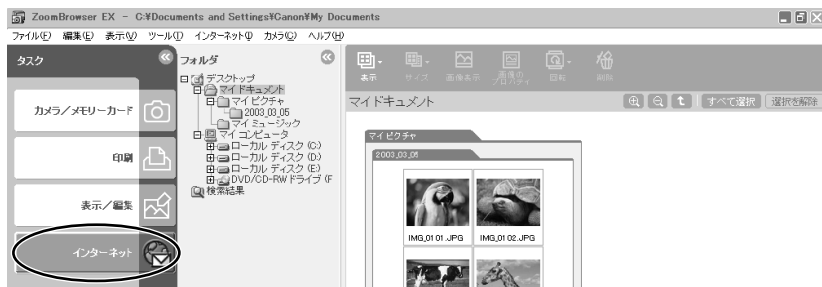 ZoomBrowser EX - C:¥Documents and Settings¥Canon¥My Documents
ファイル(F) 編集(E) 表示(V) ツール(T) インターネット(I) カメラ(C) ヘルプ(H)
タスク
カメラ／メモリーカード
印刷
表示／編集
インターネット
フォルダ
デスクトップ
マイドキュメント
マイピクチャ
2003_03_05
マイミュージック
マイコンピュータ
ローカル ディスク (C:)
ローカル ディスク (D:)
ローカル ディスク (E:)
DVD/CD-RWドライブ (F
検索結果
表示 サイズ 画像表示 画像の プロパティ 回転 削除
マイドキュメント
すべて選択 選択を解除
マイピクチャ
2003_03_05
IMG_0101.JPG IMG_0102.JPG